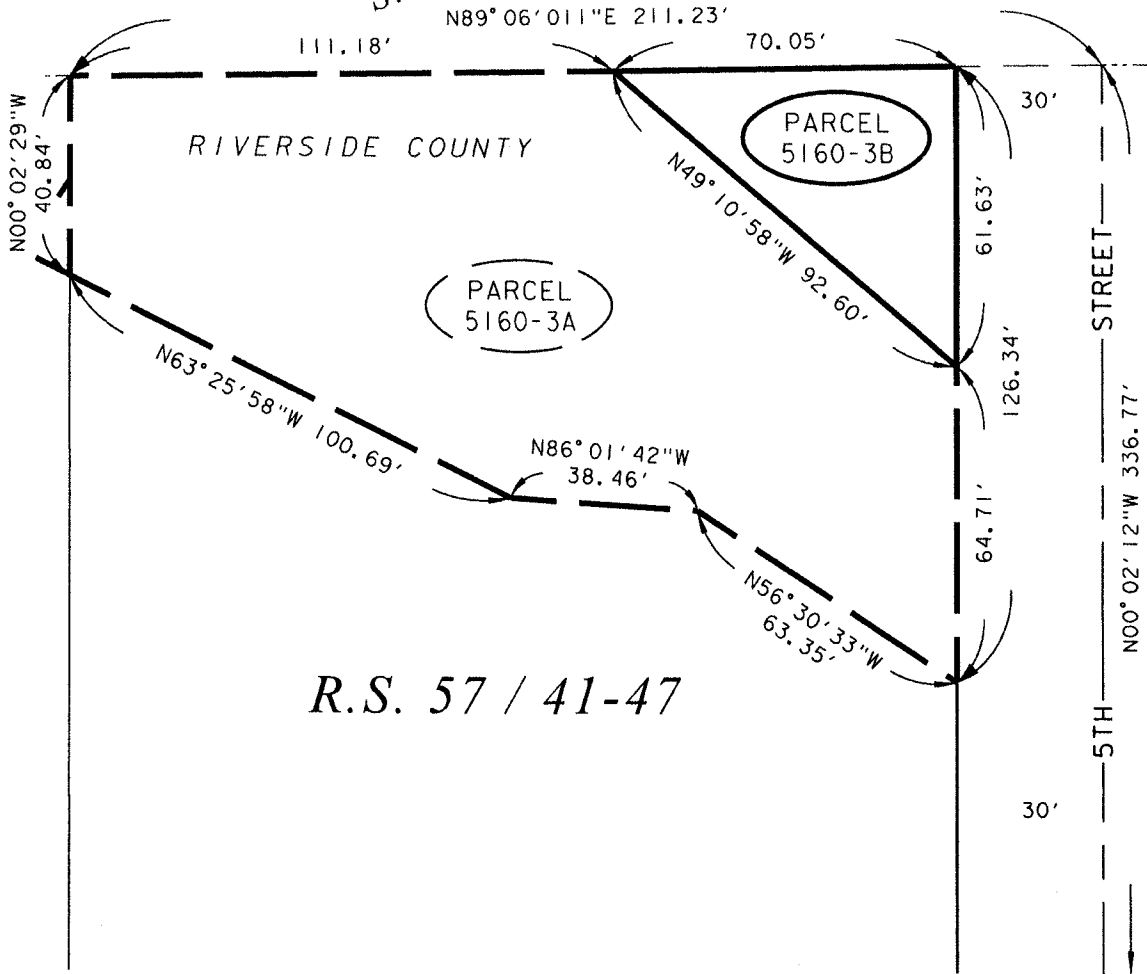 S.
N89°06'011"E 211.23'
111.18'
70.05'
30'
N00°02'29"W
40.84'
RIVERSIDE COUNTY
PARCEL
5160-3B
N49°10'58"W 92.60'
61.63'
PARCEL
5160-3A
126.34'
STREET
N63°25'58"W 100.69'
N86°01'42"W
38.46'
64.71'
N00°02'12"W 336.77'
N56°30'33"W
63.35'
R.S. 57 / 41-47
5TH
30'